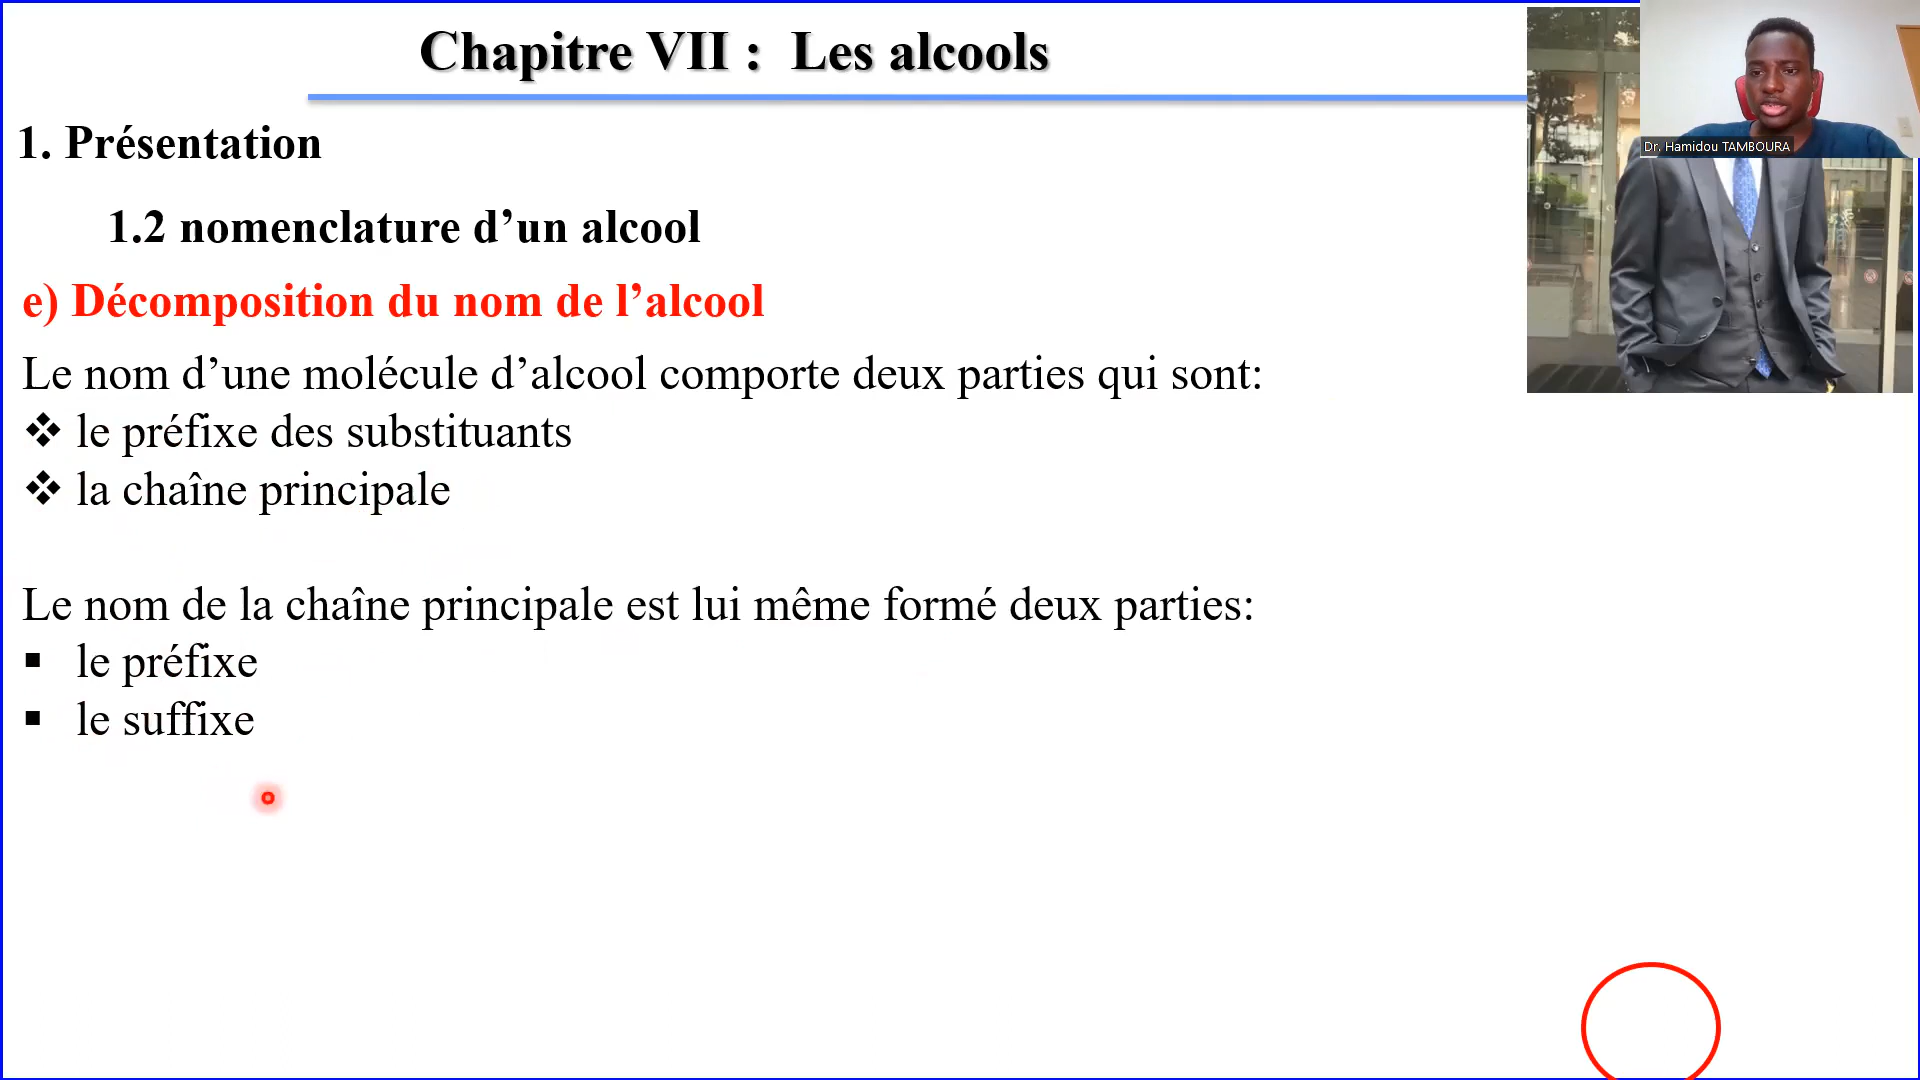 Chapitre VII : Les alcools
1. Présentation
1.2 nomenclature d’un alcool
e) Décomposition du nom de l’alcool
Le nom d’une molécule d’alcool comporte deux parties qui sont:
❖ le préfixe des substituants
❖ la chaîne principale
Le nom de la chaîne principale est lui même formé deux parties:
▪ le préfixe
▪ le suffixe
Dr. Hamidou TAMBOURA